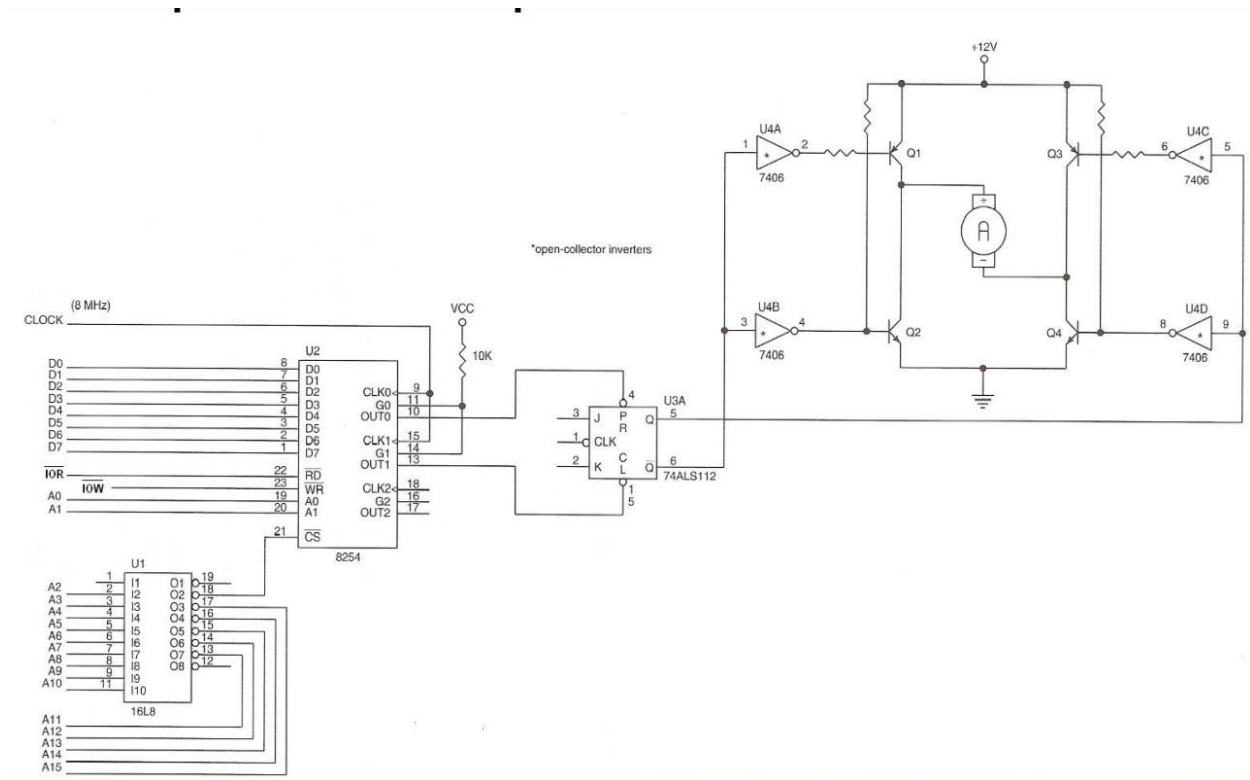 +12V
U4A
1
*
2
7406
Q1
Q3
U4C
6
*
5
7406
+
A
−
*open-collector inverters
U4B
3
*
4
7406
Q2
Q4
U4D
8
*
9
7406
(8 MHz)
CLOCK
VCC
10K
U2
D0 8 D0
D1 7 D1
D2 6 D2
D3 5 D3
D4 4 D4
D5 3 D5
D6 2 D6
D7 1 D7
IOR 22 RD
IOW 23 WR
A0 19 A0
A1 20 A1
21 CS
CLK0 9
G0 11
OUT0 10
CLK1 15
G1 14
OUT1 13
CLK2 18
G2 16
OUT2 17
8254
U3A
4
3 J
P
R
Q 5
1 CLK
2 K
C
L
Q 6
74ALS112
1
5
U1
1 I1
A2 2 I2
A3 3 I3
A4 4 I4
A5 5 I5
A6 6 I6
A7 7 I7
A8 8 I8
A9 9 I9
A10 11 I10
O1 19
O2 18
O3 17
O4 16
O5 15
O6 14
O7 13
O8 12
16L8
A11
A12
A13
A14
A15